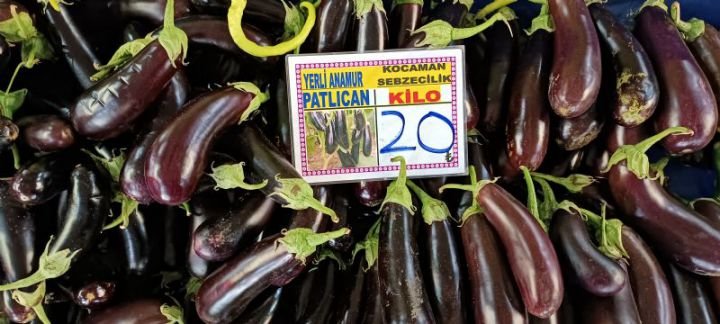 YERLİ ANAMUR
PATLICAN
KOCAMAN
SEBZECİLİK
KİLO
20 ₺